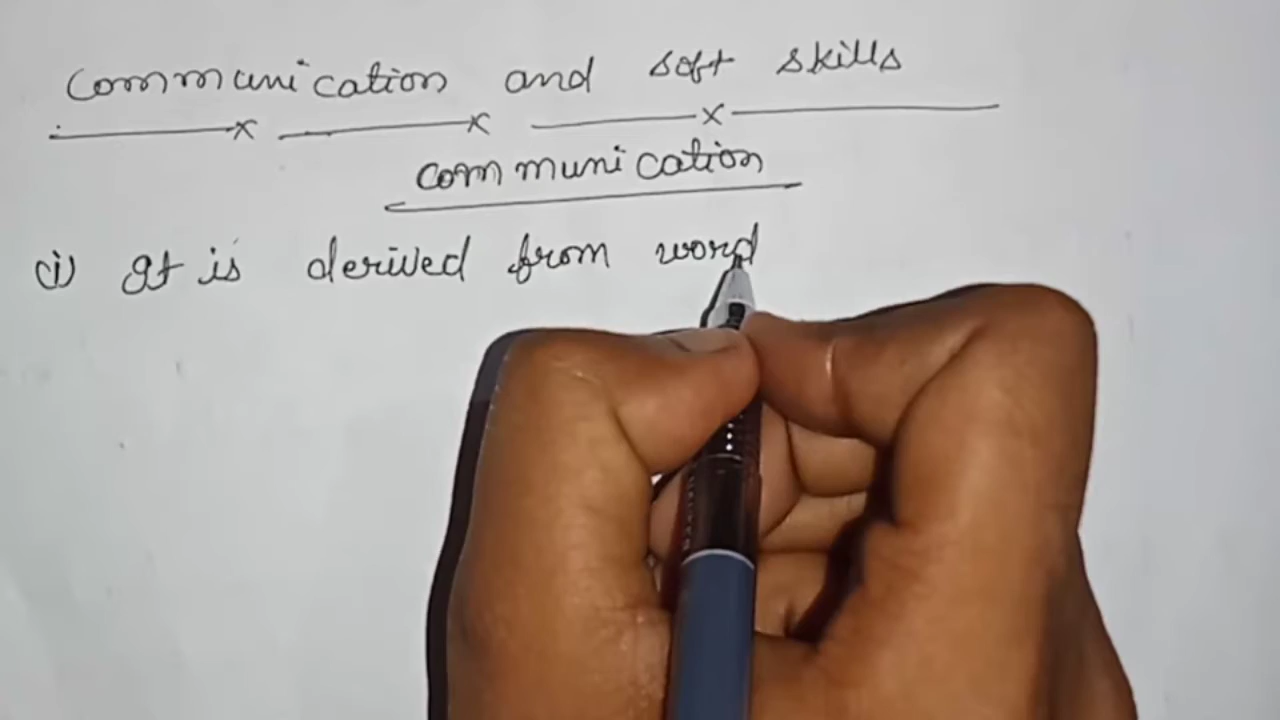 Communication and soft skills
Communication
(i) It is derived from word